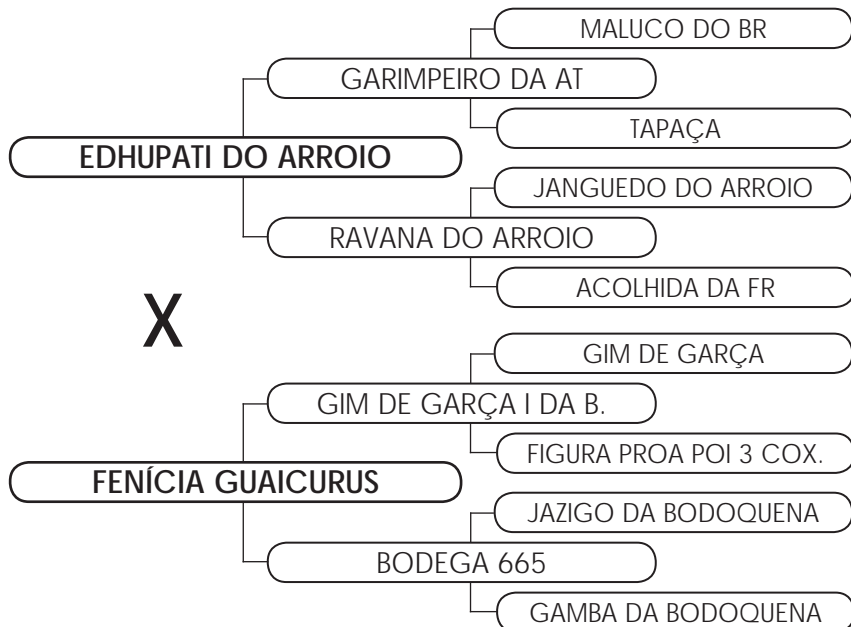 MALUCO DO BR
GARIMPEIRO DA AT
TAPAÇA
EDHUPATI DO ARROIO
JANGUEDO DO ARROIO
RAVANA DO ARROIO
ACOLHIDA DA FR
X
GIM DE GARÇA
GIM DE GARÇA I DA B.
FIGURA PROA POI 3 COX.
FENÍCIA GUAICURUS
JAZIGO DA BODOQUENA
BODEGA 665
GAMBA DA BODOQUENA